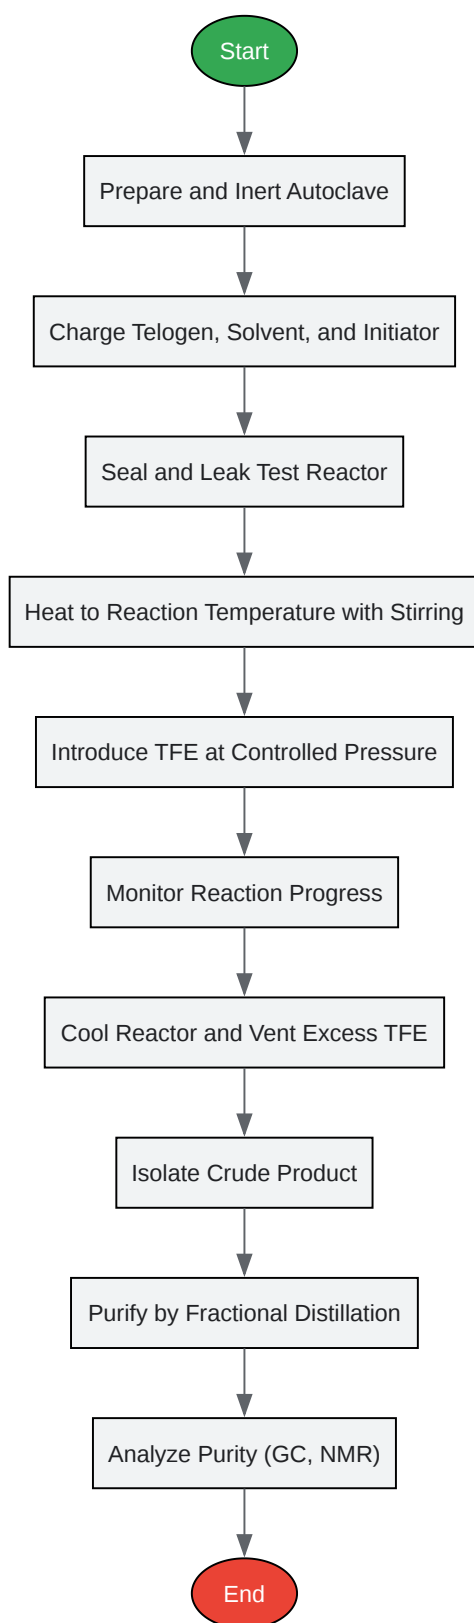 Start
Prepare and Inert Autoclave
Charge Telogen, Solvent, and Initiator
Seal and Leak Test Reactor
Heat to Reaction Temperature with Stirring
Introduce TFE at Controlled Pressure
Monitor Reaction Progress
Cool Reactor and Vent Excess TFE
Isolate Crude Product
Purify by Fractional Distillation
Analyze Purity (GC, NMR)
End